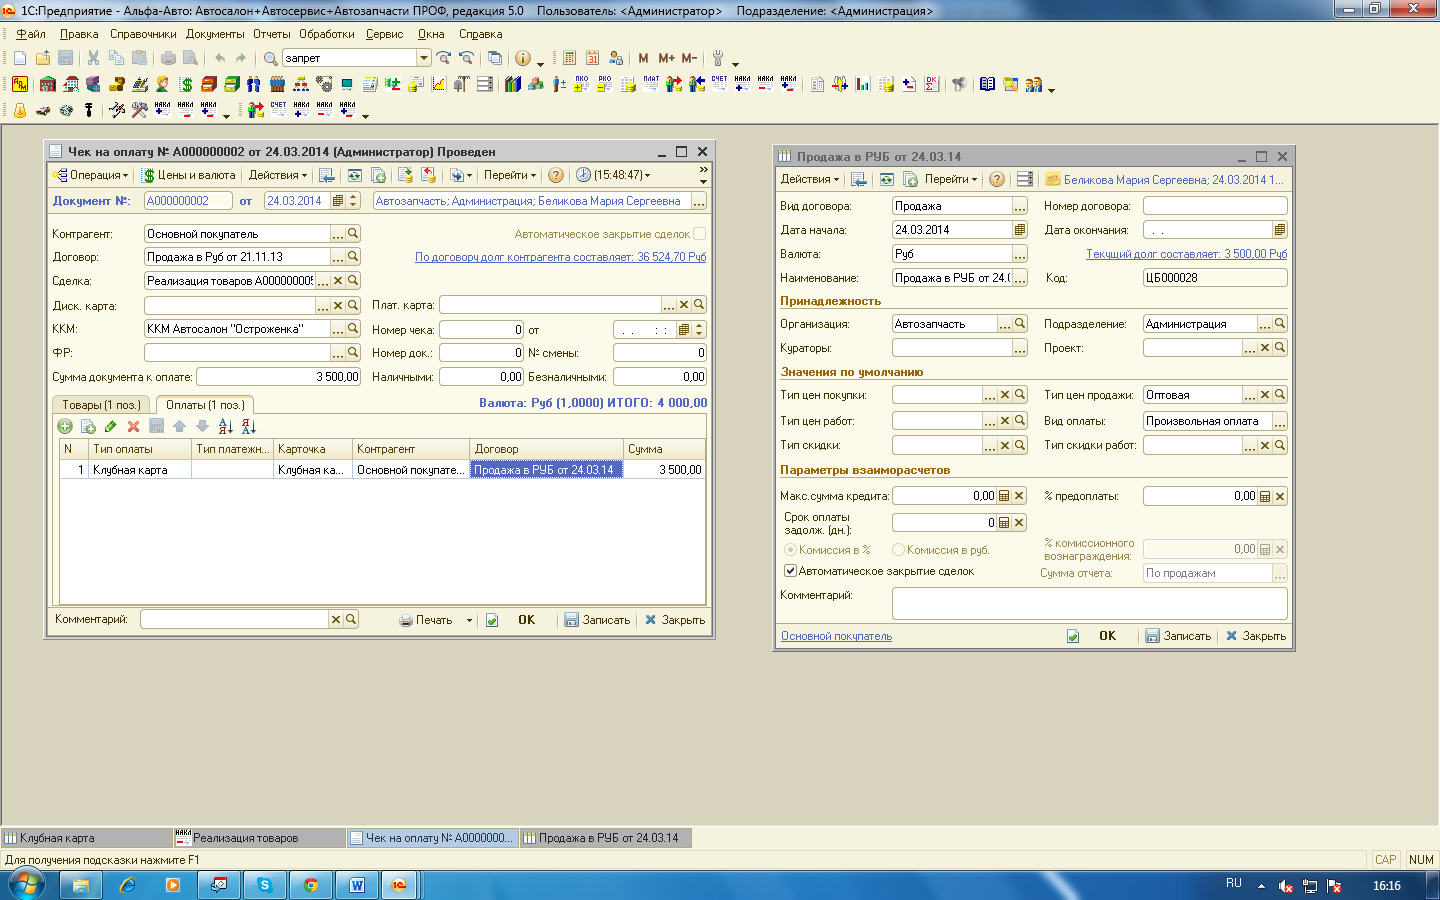 1С:Предприятие - Альфа-Авто: Автосалон+Автосервис+Автозапчасти ПРОФ, редакция 5.0 Пользователь: <Администратор> Подразделение: <Администрация>
Файл Правка Справочники Документы Отчеты Обработки Сервис Окна Справка
запрет M M+ M-
ПКО РКО ПЛАТ СЧЕТ НАКЛ НАКЛ НАКЛ
НАКЛ НАКЛ НАКЛ СЧЕТ НАКЛ НАКЛ НАКЛ
Чек на оплату № А000000002 от 24.03.2014 (Администратор) Проведен
Операция Цены и валюта Действия Перейти (15:48:47)
Документ №: А000000002 от 24.03.2014 Автозапчасть; Администрация; Беликова Мария Сергеевна ...
Контрагент: Основной покупатель ... Автоматическое закрытие сделок
Договор: Продажа в Руб от 21.11.13 ... По договору долг контрагента составляет: 36 524,70 Руб
Сделка: Реализация товаров А000000005 ...
Диск. карта: ... Плат. карта: ...
ККМ: ККМ Автосалон "Остроженка" ... Номер чека: 0 от . . : :
ФР: ... Номер док.: 0 № смены: 0
Сумма документа к оплате: 3 500,00 Наличными: 0,00 Безналичными: 0,00
Товары (1 поз.) Оплаты (1 поз.) Валюта: Руб (1,0000) ИТОГО: 4 000,00
N Тип оплаты Тип платежн... Карточка Контрагент Договор Сумма
1 Клубная карта Клубная ка... Основной покупате... Продажа в РУБ от 24.03.14 3 500,00
Комментарий: Печать OK Записать Закрыть
Продажа в РУБ от 24.03.14
Действия Перейти Беликова Мария Сергеевна; 24.03.2014 1...
Вид договора: Продажа ... Номер договора:
Дата начала: 24.03.2014 Дата окончания: . .
Валюта: Руб ... Текущий долг составляет: 3 500,00 Руб
Наименование: Продажа в РУБ от 24.0 ... Код: ЦБ000028
Принадлежность
Организация: Автозапчасть ... Подразделение: Администрация ...
Кураторы: ... Проект: ...
Значения по умолчанию
Тип цен покупки: ... Тип цен продажи: Оптовая ...
Тип цен работ: ... Вид оплаты: Произвольная оплата ...
Тип скидки: ... Тип скидки работ: ...
Параметры взаиморасчетов
Макс.сумма кредита: 0,00 % предоплаты: 0,00
Срок оплаты задолж. (дн.): 0
Комиссия в % Комиссия в руб. % комиссионного вознаграждения: 0,00
Автоматическое закрытие сделок Сумма отчета: По продажам ...
Комментарий:
Основной покупатель OK Записать Закрыть
Клубная карта Реализация товаров Чек на оплату № А0000000... Продажа в РУБ от 24.03.14
Для получения подсказки нажмите F1 CAP NUM
RU 16:16